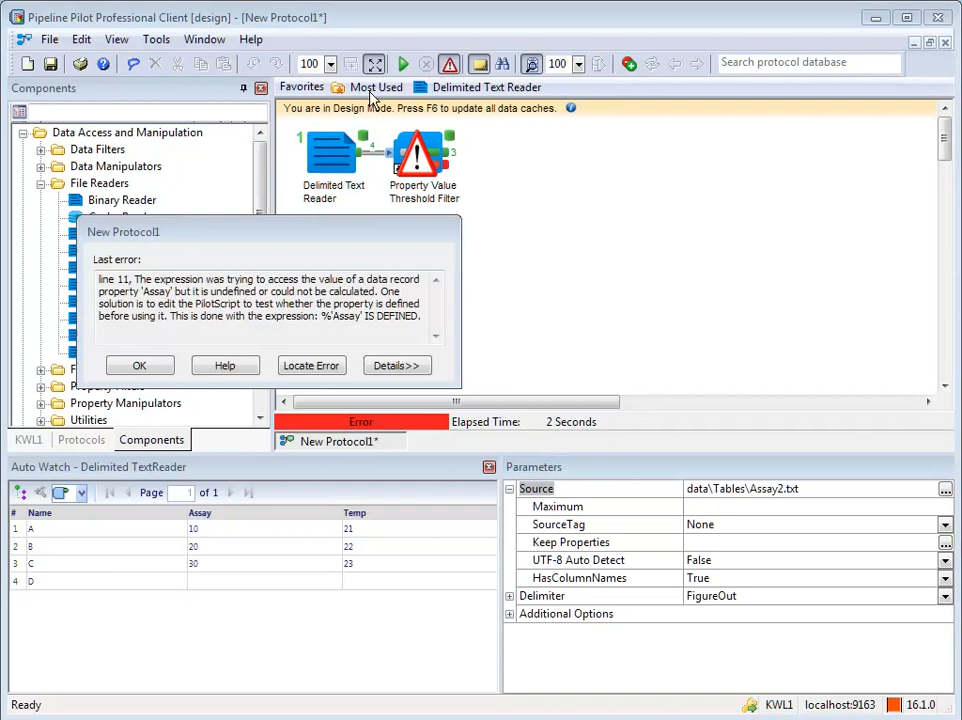 Pipeline Pilot Professional Client [design] - [New Protocol1*]
File Edit View Tools Window Help
100 100 Search protocol database
Components
Favorites Most Used Delimited Text Reader
You are in Design Mode. Press F6 to update all data caches.
Data Access and Manipulation
Data Filters
Data Manipulators
File Readers
Binary Reader
1
4
3
Delimited Text
Reader
Property Value
Threshold Filter
New Protocol1
Last error:
line 11, The expression was trying to access the value of a data record
property 'Assay' but it is undefined or could not be calculated. One
solution is to edit the PilotScript to test whether the property is defined
before using it. This is done with the expression: %'Assay' IS DEFINED.
OK Help Locate Error Details>>
Property Manipulators
Utilities
Error Elapsed Time: 2 Seconds
KWL1 Protocols Components
New Protocol1*
Auto Watch - Delimited TextReader
Page 1 of 1
# Name Assay Temp
1 A 10 21
2 B 20 22
3 C 30 23
4 D
Parameters
Source data\Tables\Assay2.txt
Maximum
SourceTag None
Keep Properties
UTF-8 Auto Detect False
HasColumnNames True
Delimiter FigureOut
Additional Options
Ready KWL1 localhost:9163 16.1.0